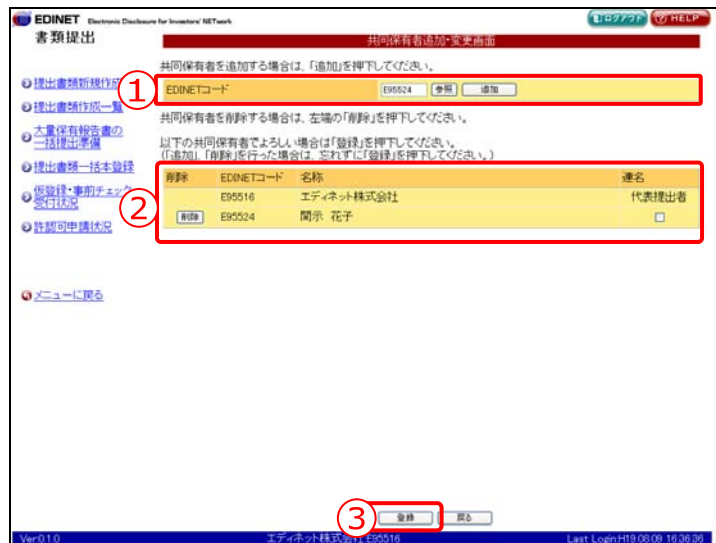 EDINET Electronic Disclosure for Investors' NETwork
ログアウト HELP
書類提出
共同保有者追加・変更画面
共同保有者を追加する場合は、「追加」を押下してください。
提出書類新規作成
①
EDINETコード E95524 参照 追加
提出書類作成一覧
共同保有者を削除する場合は、左端の「削除」を押下してください。
大量保有報告書の
一括提出準備
以下の共同保有者でよろしい場合は「登録」を押下してください。
(「追加」、「削除」を行った場合は、忘れずに「登録」を押下してください。)
提出書類一括本登録
削除 EDINETコード 名称 連名
仮登録・事前チェック
受付状況
②
E95516 エディネット株式会社 代表提出者
削除 E95524 開示 花子
許認可申請状況
メニューに戻る
③
登録 戻る
Ver0.1.0 エディネット株式会社 E95516 Last Login:H19.08.09 16:36:36